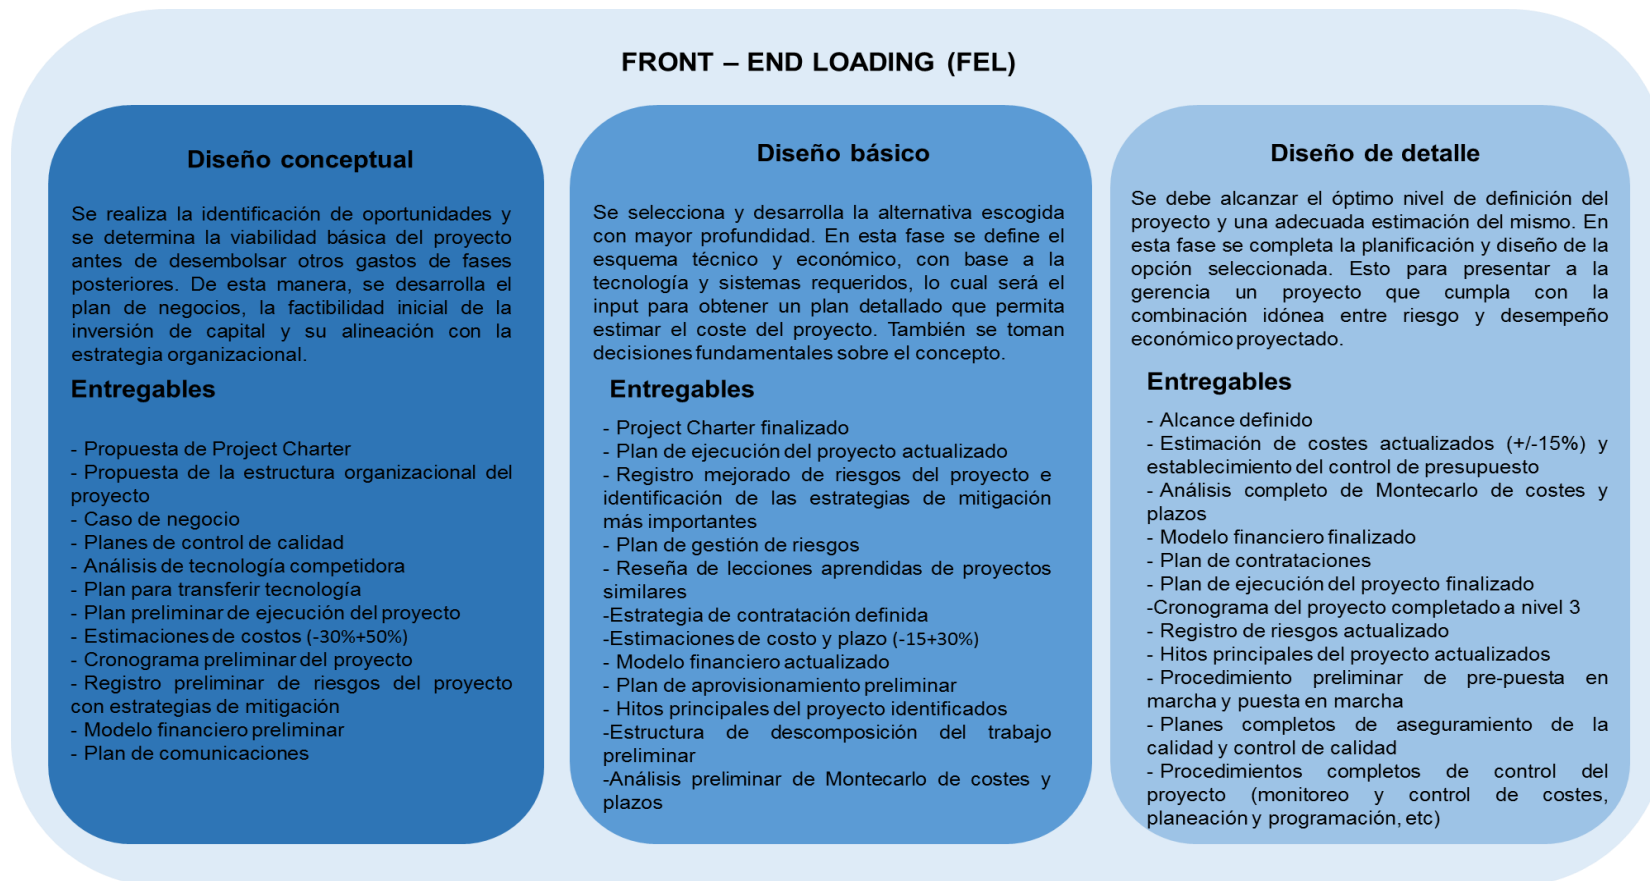 FRONT – END LOADING (FEL)
Diseño conceptual
Se realiza la identificación de oportunidades y
se determina la viabilidad básica del proyecto
antes de desembolsar otros gastos de fases
posteriores. De esta manera, se desarrolla el
plan de negocios, la factibilidad inicial de la
inversión de capital y su alineación con la
estrategia organizacional.
Entregables
- Propuesta de Project Charter
- Propuesta de la estructura organizacional del
proyecto
- Caso de negocio
- Planes de control de calidad
- Análisis de tecnología competidora
- Plan para transferir tecnología
- Plan preliminar de ejecución del proyecto
- Estimaciones de costos (-30%+50%)
- Cronograma preliminar del proyecto
- Registro preliminar de riesgos del proyecto
con estrategias de mitigación
- Modelo financiero preliminar
- Plan de comunicaciones
Diseño básico
Se selecciona y desarrolla la alternativa escogida
con mayor profundidad. En esta fase se define el
esquema técnico y económico, con base a la
tecnología y sistemas requeridos, lo cual será el
input para obtener un plan detallado que permita
estimar el coste del proyecto. También se toman
decisiones fundamentales sobre el concepto.
Entregables
- Project Charter finalizado
- Plan de ejecución del proyecto actualizado
- Registro mejorado de riesgos del proyecto e
identificación de las estrategias de mitigación
más importantes
- Plan de gestión de riesgos
- Reseña de lecciones aprendidas de proyectos
similares
-Estrategia de contratación definida
-Estimaciones de costo y plazo (-15+30%)
- Modelo financiero actualizado
- Plan de aprovisionamiento preliminar
- Hitos principales del proyecto identificados
-Estructura de descomposición del trabajo
preliminar
-Análisis preliminar de Montecarlo de costes y
plazos
Diseño de detalle
Se debe alcanzar el óptimo nivel de definición del
proyecto y una adecuada estimación del mismo. En
esta fase se completa la planificación y diseño de la
opción seleccionada. Esto para presentar a la
gerencia un proyecto que cumpla con la
combinación idónea entre riesgo y desempeño
económico proyectado.
Entregables
- Alcance definido
- Estimación de costes actualizados (+/-15%) y
establecimiento del control de presupuesto
- Análisis completo de Montecarlo de costes y
plazos
- Modelo financiero finalizado
- Plan de contrataciones
- Plan de ejecución del proyecto finalizado
-Cronograma del proyecto completado a nivel 3
- Registro de riesgos actualizado
- Hitos principales del proyecto actualizados
- Procedimiento preliminar de pre-puesta en
marcha y puesta en marcha
- Planes completos de aseguramiento de la
calidad y control de calidad
- Procedimientos completos de control del
proyecto (monitoreo y control de costes,
planeación y programación, etc)